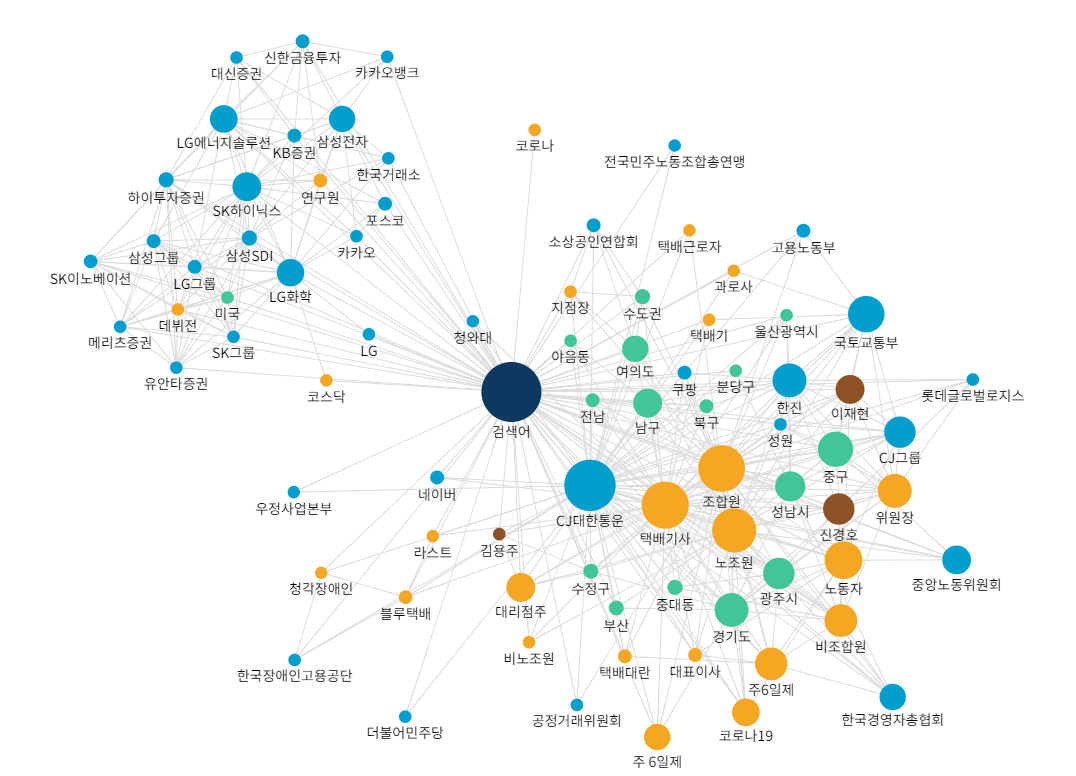 신한금융투자
대신증권
카카오뱅크
LG에너지솔루션
삼성전자
KB증권
코로나
전국민주노동조합총연맹
한국거래소
하이투자증권
연구원
SK하이닉스
포스코
소상공인연합회
택배근로자
고용노동부
카카오
삼성그룹
삼성SDI
SK이노베이션
LG그룹
과로사
LG화학
지점장
수도권
미국
데뷔전
택배기
울산광역시
메리츠증권
청와대
국토교통부
SK그룹
LG
야음동
여의도
유안타증권
쿠팡
분당구
코스닥
롯데글로벌로지스
한진
이재현
전남
남구
북구
검색어
성원
CJ그룹
중구
네이버
조합원
우정사업본부
성남시
CJ대한통운
위원장
택배기사
진경호
라스트
김용주
노조원
청각장애인
수정구
노동자
중앙노동위원회
블루택배
대리점주
중대동
광주시
부산
경기도
비조합원
비노조원
한국장애인고용공단
택배대란
대표이사
주6일제
더불어민주당
공정거래위원회
한국경영자총협회
코로나19
주 6일제